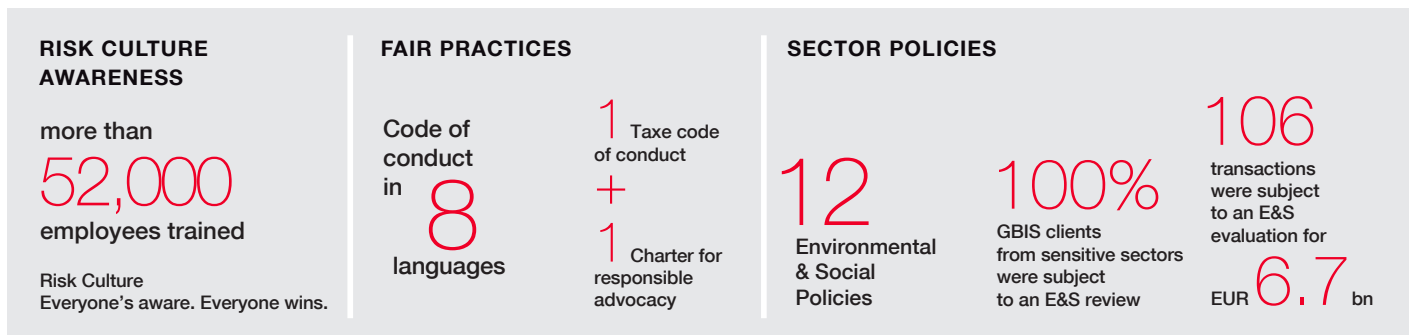 RISK CULTURE
AWARENESS
more than
52,000
employees trained
Risk Culture
Everyone's aware. Everyone wins.
FAIR PRACTICES
Code of
conduct
in 8
languages
1 Taxe code
of conduct
+
1 Charter for
responsible
advocacy
SECTOR POLICIES
12
Environmental
& Social
Policies
100%
GBIS clients
from sensitive sectors
were subject
to an E&S review
106
transactions
were subject
to an E&S
evaluation for
EUR 6.7 bn